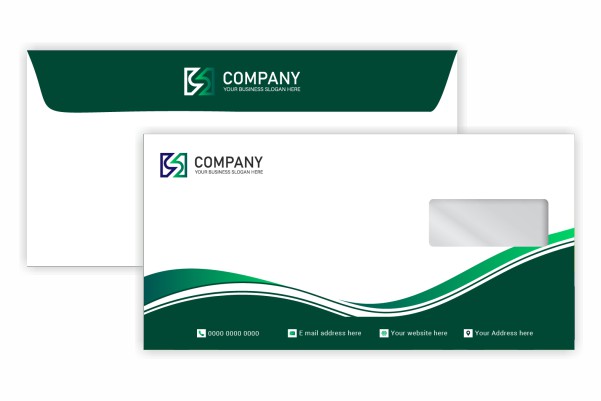 COMPANY
YOUR BUSINESS SLOGAN HERE
COMPANY
YOUR BUSINESS SLOGAN HERE
0000 0000 0000
E mail address here
Your website here
Your Address here